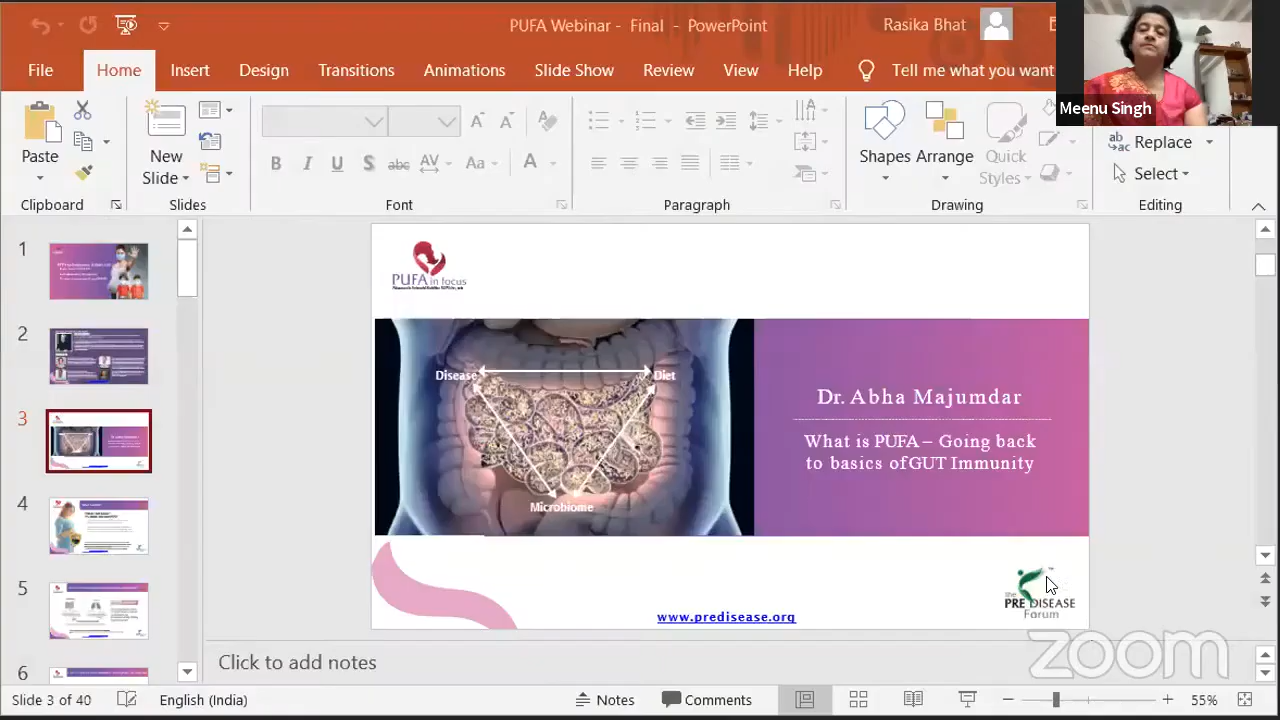 PUFA Webinar - Final - PowerPoint
Rasika Bhat
File Home Insert Design Transitions Animations Slide Show Review View Help Tell me what you want
Meenu Singh
Paste
New
Slide
Shapes Arrange Quick
Styles
Replace
Select
Clipboard Slides Font Paragraph Drawing Editing
1
2
3
4
5
6
PUFA in focus
Disease Diet
Microbiome
Dr. Abha Majumdar
What is PUFA – Going back
to basics ofGUT Immunity
www.predisease.org
the
PRE DISEASE
Forum
zoom
Click to add notes
Slide 3 of 40 English (India) Notes Comments 55%